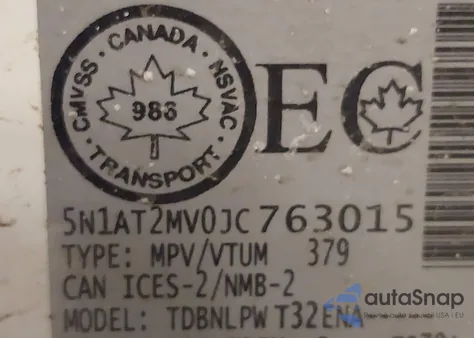 CMVSS · CANADA · NSVAC · TRANSPORT ·
988
EC
5N1AT2MV0JC763015
TYPE: MPV/VTUM 379
CAN ICES-2/NMB-2
MODEL: TDBNLPW T32ENA
autaSnap